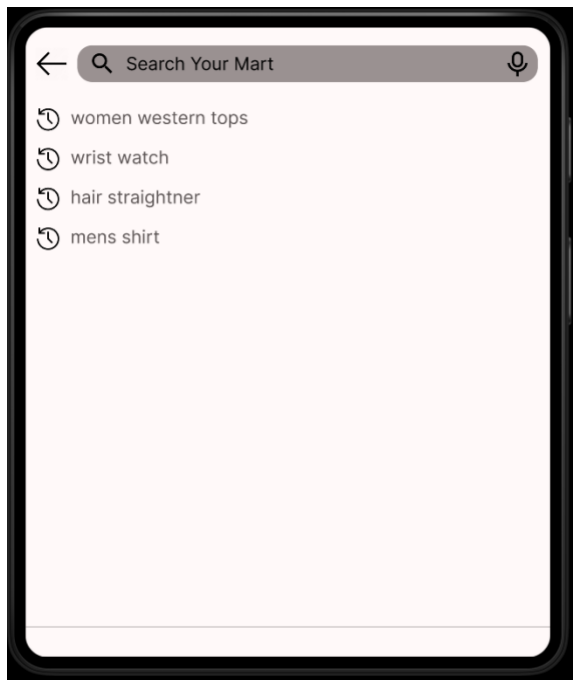 Search Your Mart
women western tops
wrist watch
hair straightner
mens shirt